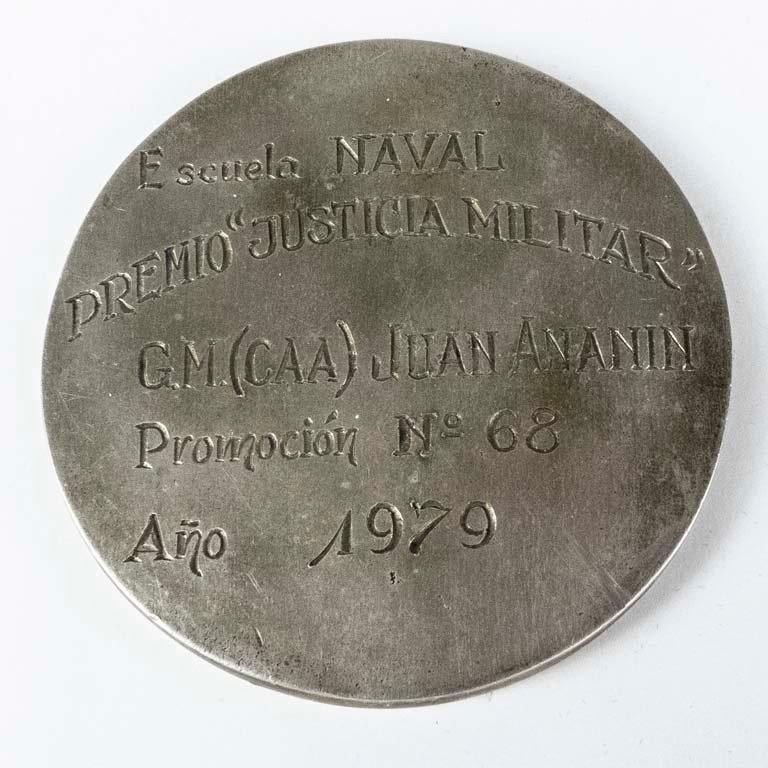 Escuela NAVAL
PREMIO "JUSTICIA MILITAR"
G.M.(CAA) JUAN ANANIN
Promoción Nº 68
Año 1979